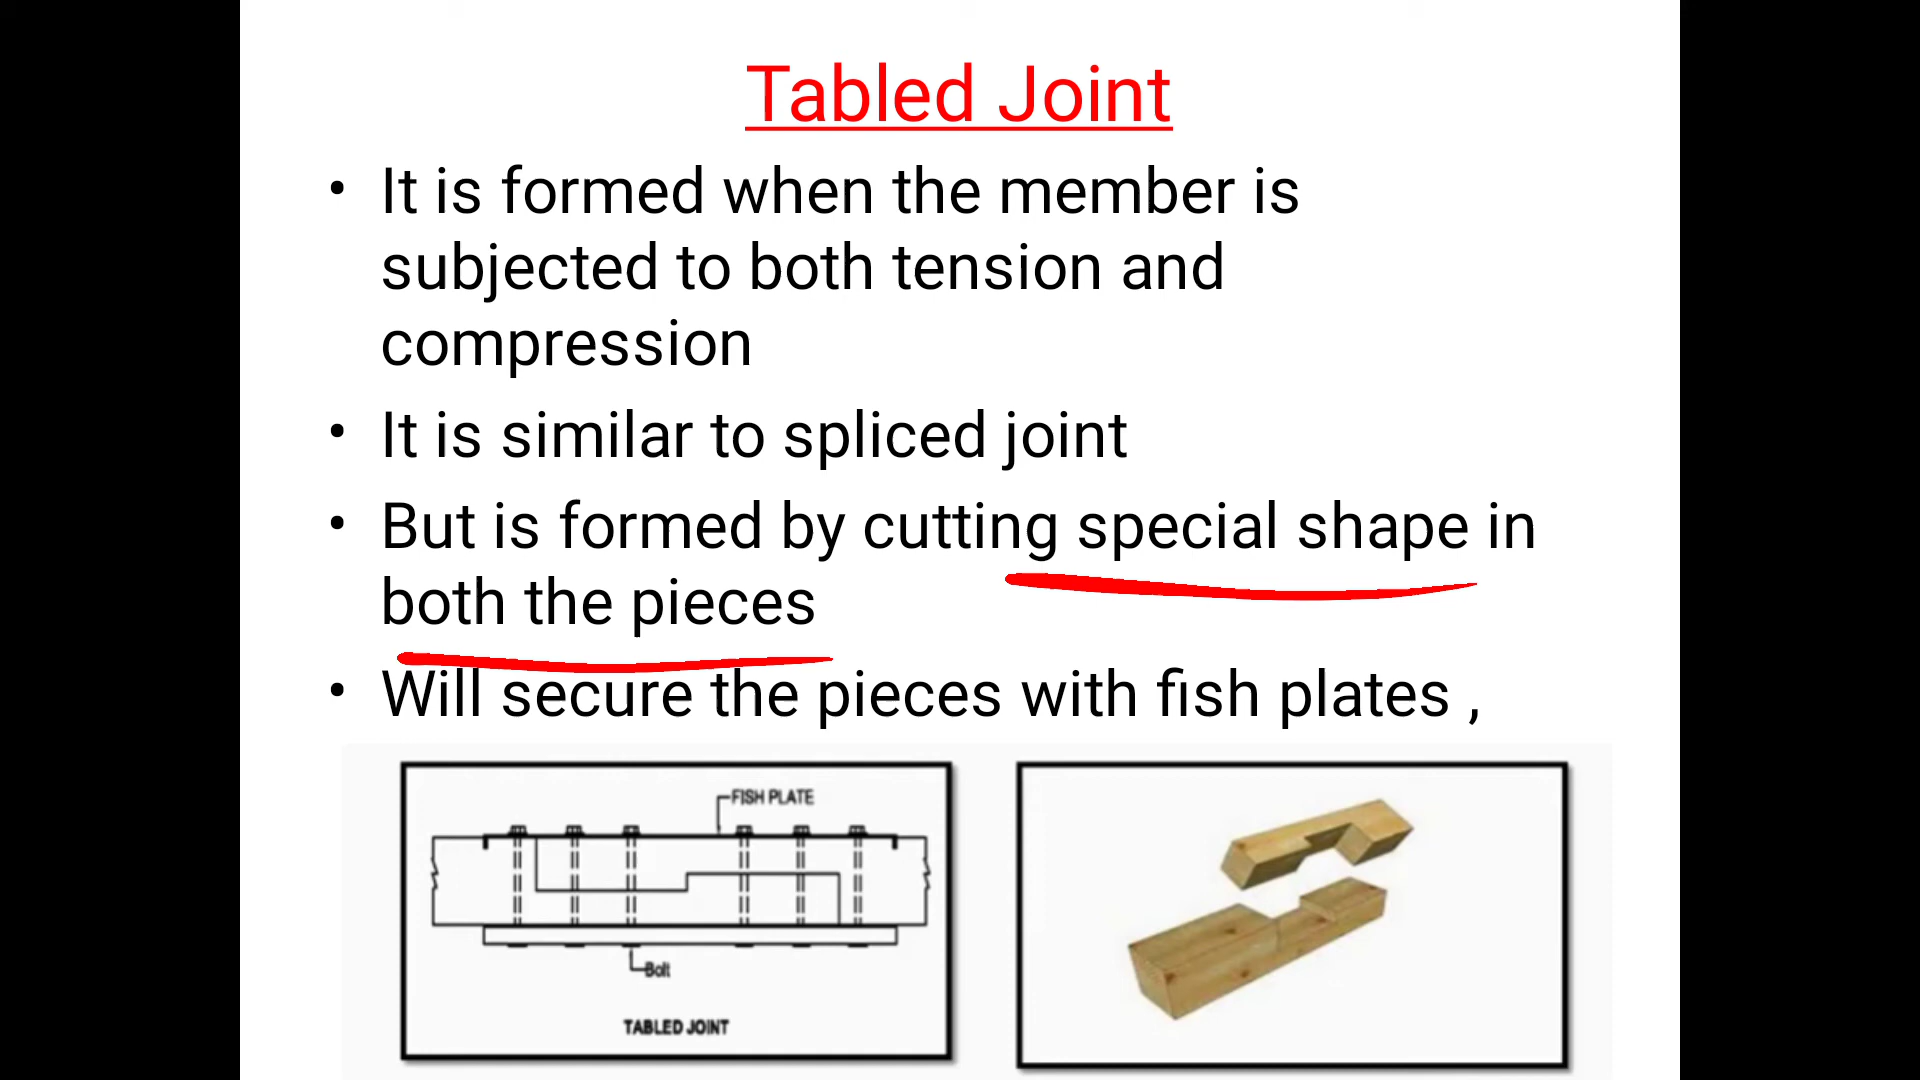 Tabled Joint
• It is formed when the member is
subjected to both tension and
compression
• It is similar to spliced joint
• But is formed by cutting special shape in
both the pieces
• Will secure the pieces with fish plates ,
FISH PLATE
Bolt
TABLED JOINT